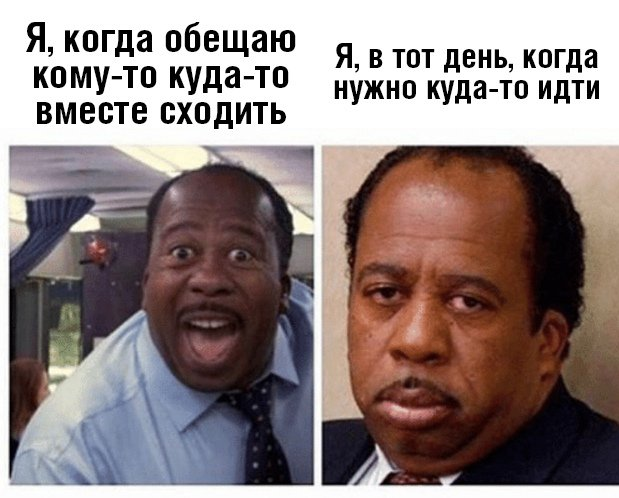 Я, когда обещаю
кому-то куда-то
вместе сходить
Я, в тот день, когда
нужно куда-то идти